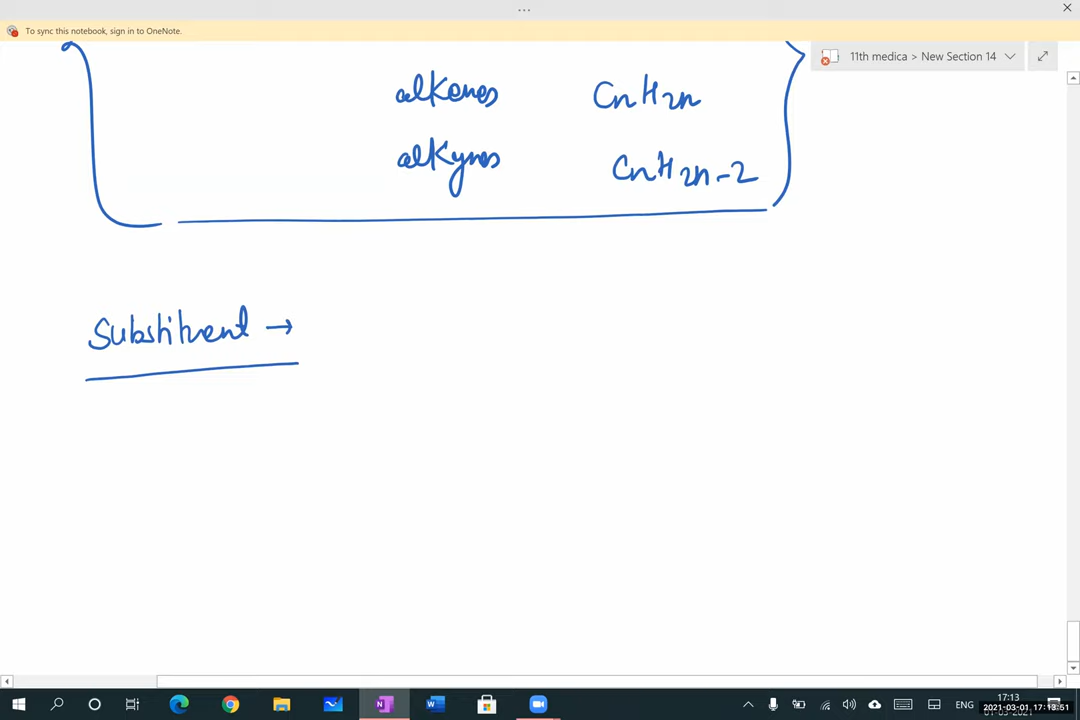 To sync this notebook, sign in to OneNote.
11th medica > New Section 14
alkenes CnH2n
alkynes CnH2n-2
Substituent →
ENG
17:13
2021-03-01 17:13:51